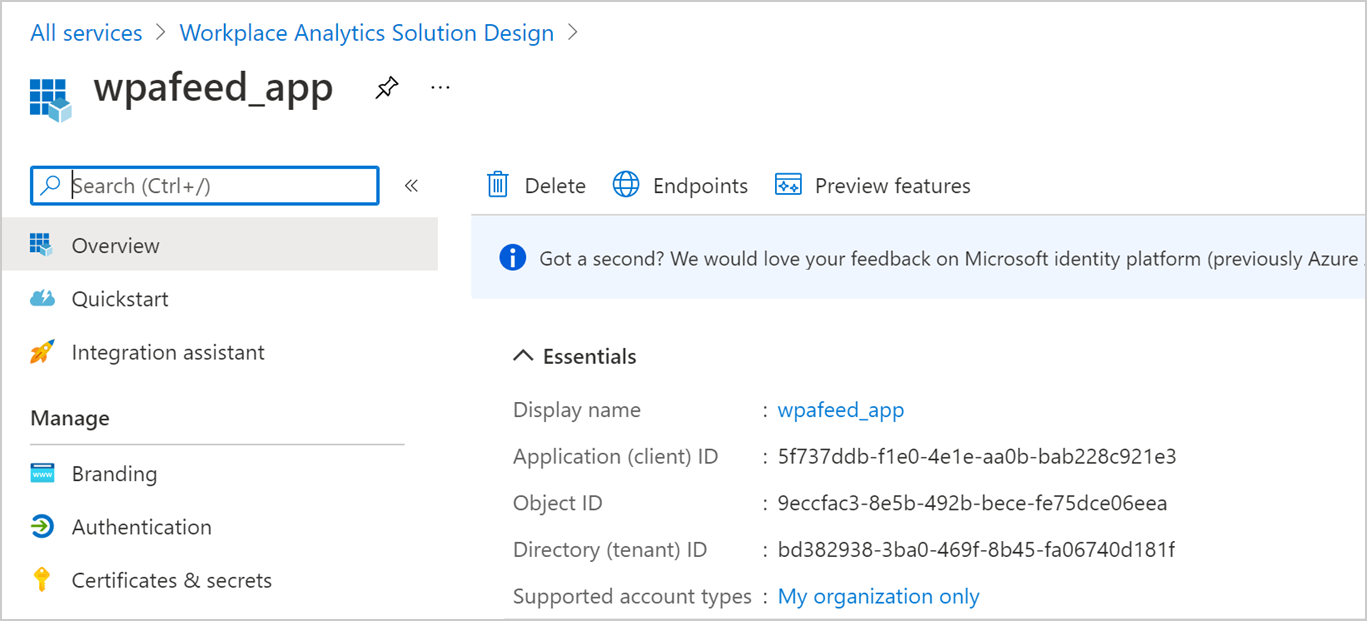 All services > Workplace Analytics Solution Design >
wpafeed_app
...
Search (Ctrl+/)
«
Delete
Endpoints
Preview features
Overview
Quickstart
Integration assistant
Manage
www
Branding
Authentication
Certificates & secrets
Got a second? We would love your feedback on Microsoft identity platform (previously Azure
Essentials
Display name : wpafeed_app
Application (client) ID : 5f737ddb-f1e0-4e1e-aa0b-bab228c921e3
Object ID : 9eccfac3-8e5b-492b-bece-fe75dce06eea
Directory (tenant) ID : bd382938-3ba0-469f-8b45-fa06740d181f
Supported account types : My organization only